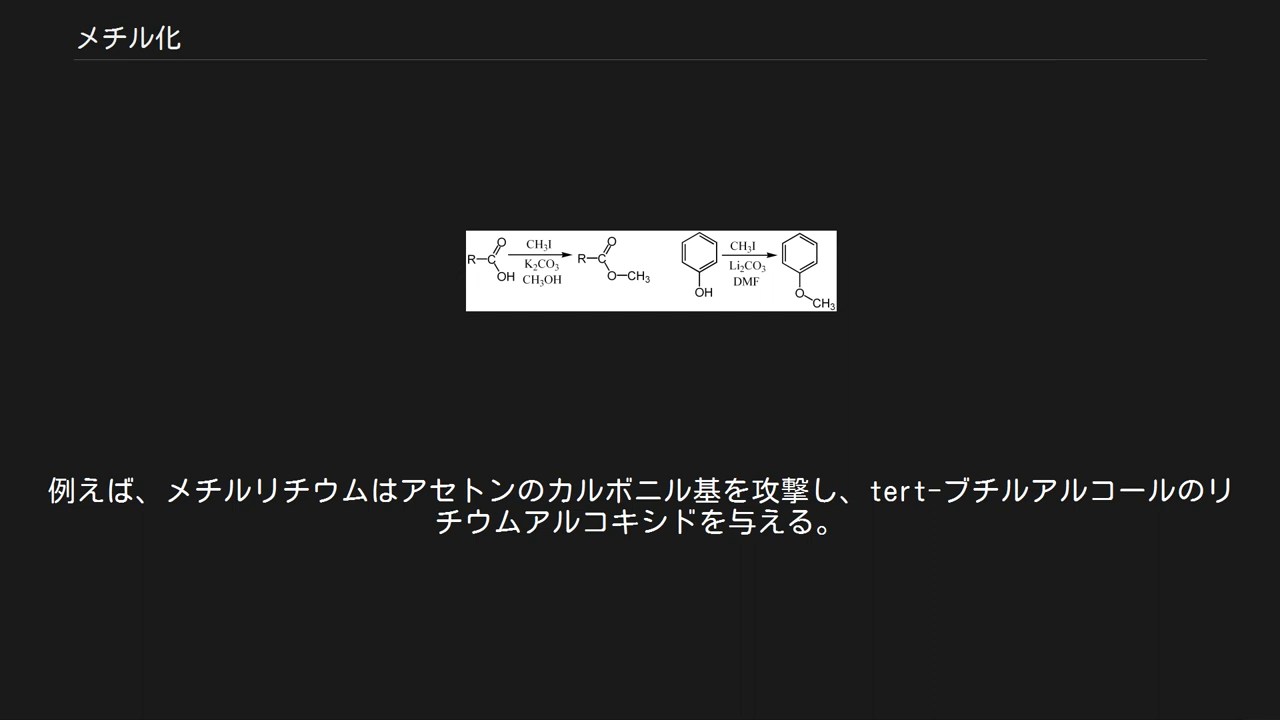 メチル化
R C O OH CH3I K2CO3 CH3OH R C O O CH3
OH CH3I Li2CO3 DMF O CH3
例えば、メチルリチウムはアセトンのカルボニル基を攻撃し、tert-ブチルアルコールのリ
チウムアルコキシドを与える。